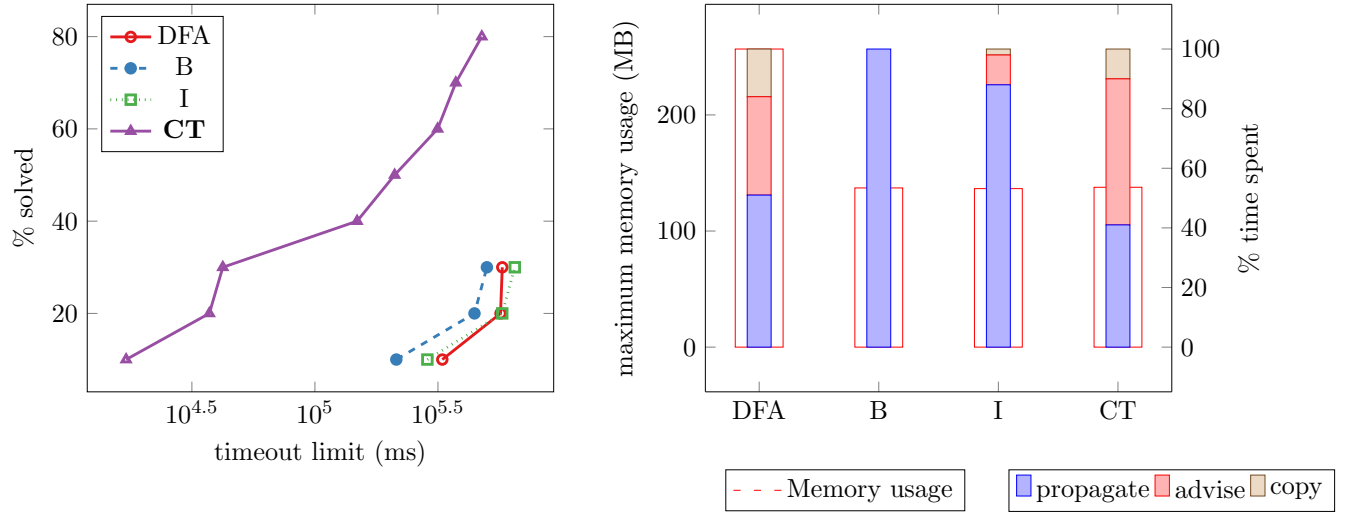 DFA
B
I
CT
80
60
40
20
% solved
10^4.5
10^5
10^5.5
timeout limit (ms)
maximum memory usage (MB)
200
100
0
100
80
60
40
20
0
% time spent
DFA B I CT
Memory usage
propagate advise copy